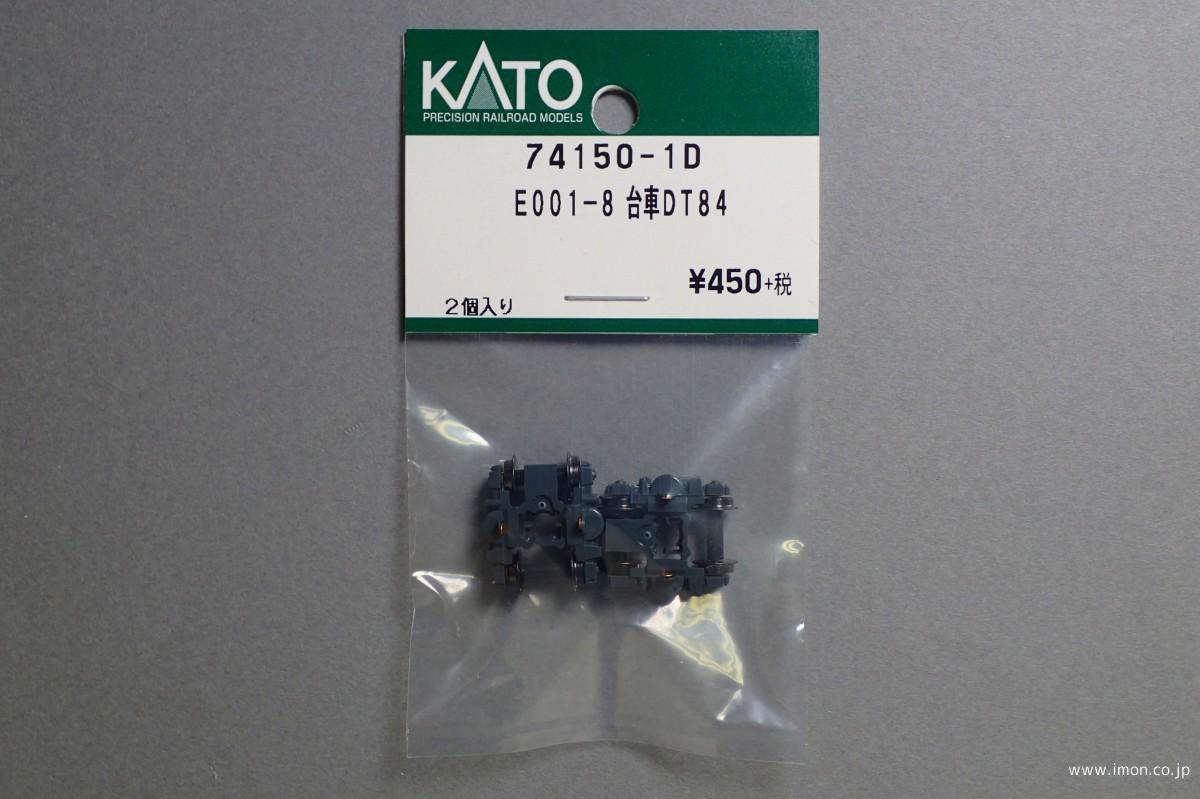 KATO
PRECISION RAILROAD MODELS
74150-1D
E001-8 台車DT84
¥450+税
2個入り
www.imon.co.jp